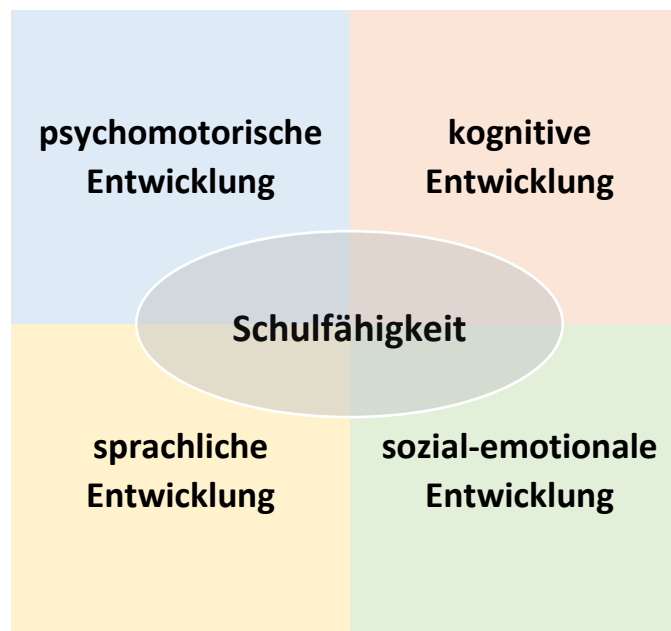 psychomotorische
Entwicklung
kognitive
Entwicklung
Schulfähigkeit
sprachliche
Entwicklung
sozial-emotionale
Entwicklung